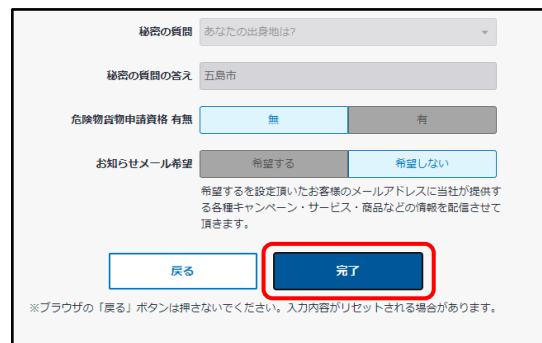 秘密の質問 あなたの出身地は?
秘密の質問の答え 五島市
危険物貨物申請資格 有無 無 有
お知らせメール希望 希望する 希望しない
希望するを設定頂いたお客様のメールアドレスに当社が提供す
る各種キャンペーン・サービス・商品などの情報を配信させて
頂きます。
戻る 完了
※ブラウザの「戻る」ボタンは押さないでください。入力内容がリセットされる場合があります。